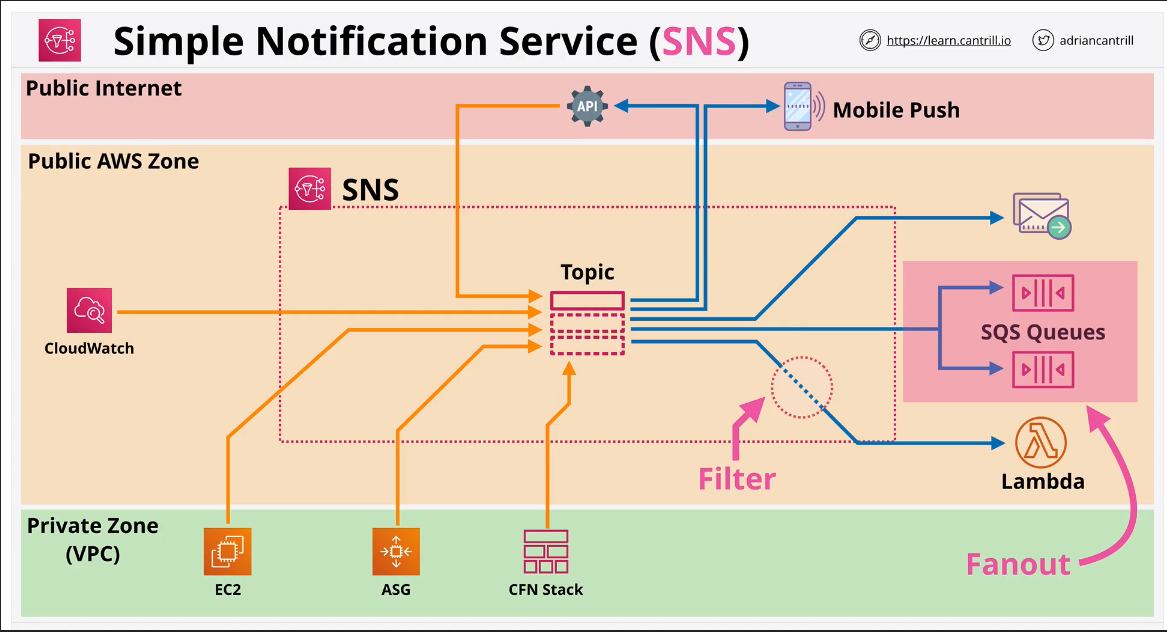 Simple Notification Service (SNS)
https://learn.cantrill.io
adriancantrill
Public Internet
API
Mobile Push
Public AWS Zone
SNS
Topic
CloudWatch
SQS Queues
Filter
Lambda
Private Zone
(VPC)
EC2
ASG
CFN Stack
Fanout